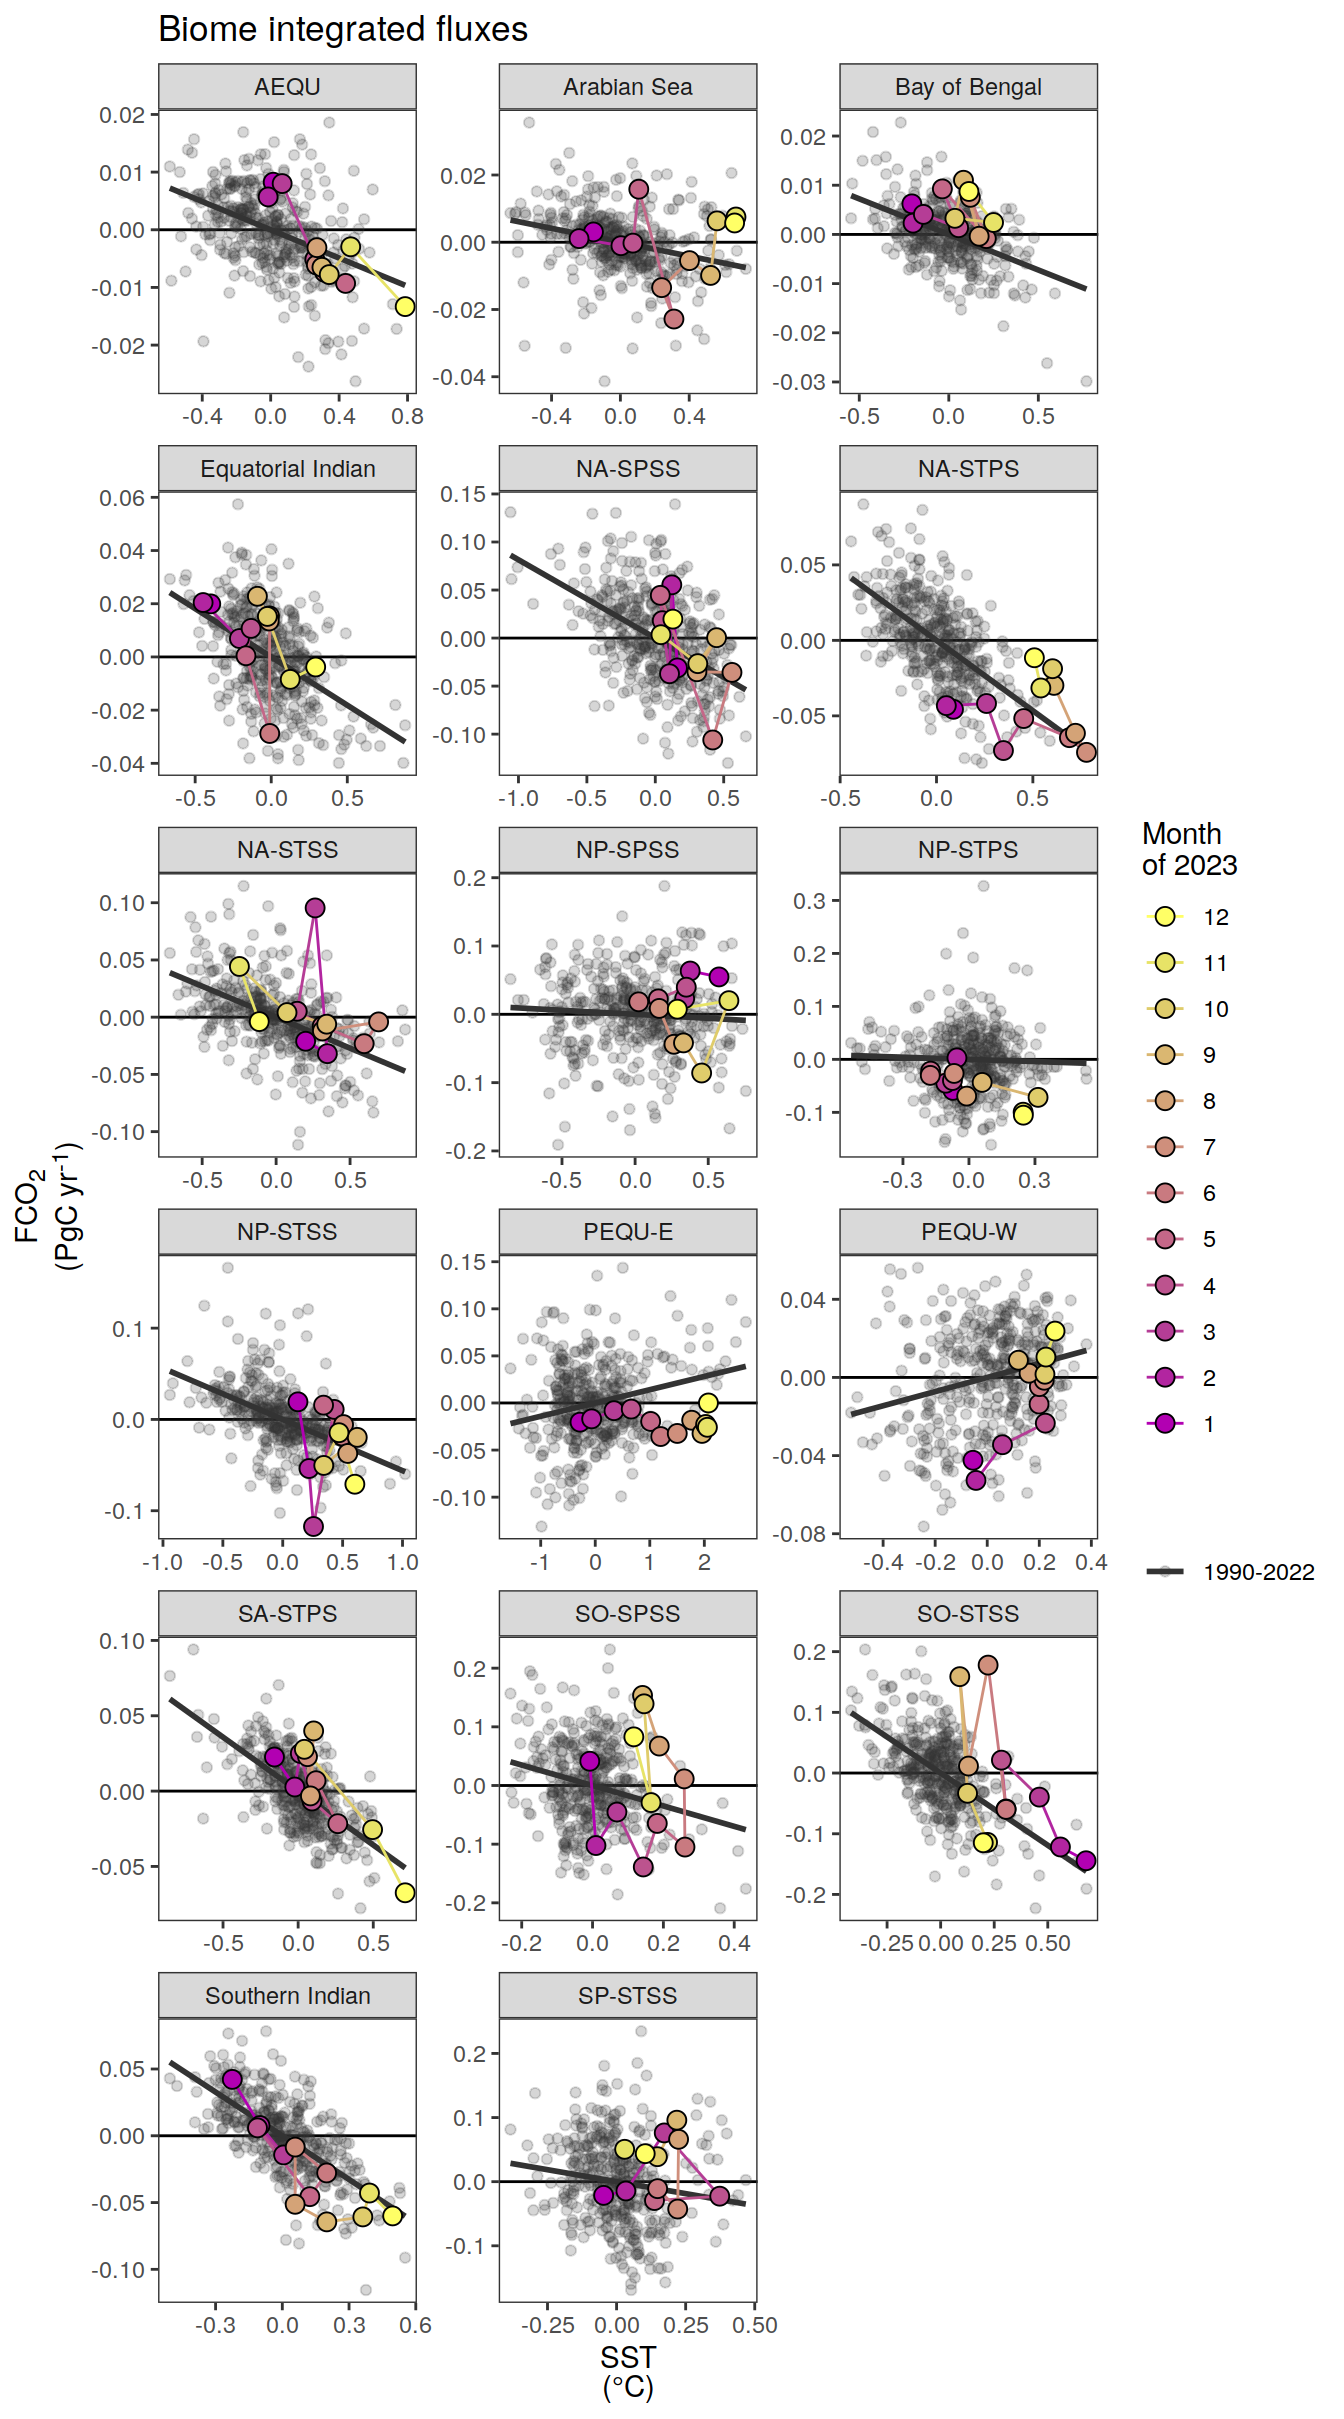 Biome integrated fluxes
AEQU
Arabian Sea
Bay of Bengal
0.02
0.01
0.00
-0.01
-0.02
0.02
0.00
-0.02
-0.04
0.02
0.01
0.00
-0.01
-0.02
-0.03
-0.4 0.0 0.4 0.8
-0.4 0.0 0.4
-0.5 0.0 0.5
Equatorial Indian
NA-SPSS
NA-STPS
0.06
0.04
0.02
0.00
-0.02
-0.04
0.15
0.10
0.05
0.00
-0.05
-0.10
0.05
0.00
-0.05
-0.5 0.0 0.5
-1.0 -0.5 0.0 0.5
-0.5 0.0 0.5
NA-STSS
NP-SPSS
NP-STPS
0.10
0.05
0.00
-0.05
-0.10
0.2
0.1
0.0
-0.1
-0.2
0.3
0.2
0.1
0.0
-0.1
-0.5 0.0 0.5
-0.5 0.0 0.5
-0.3 0.0 0.3
NP-STSS
PEQU-E
PEQU-W
0.1
0.0
-0.1
0.15
0.10
0.05
0.00
-0.05
-0.10
0.04
0.00
-0.04
-0.08
-1.0 -0.5 0.0 0.5 1.0
-1 0 1 2
-0.4 -0.2 0.0 0.2 0.4
SA-STPS
SO-SPSS
SO-STSS
0.10
0.05
0.00
-0.05
0.2
0.1
0.0
-0.1
-0.2
0.2
0.1
0.0
-0.1
-0.2
-0.5 0.0 0.5
-0.2 0.0 0.2 0.4
-0.25 0.00 0.25 0.50
Southern Indian
SP-STSS
0.05
0.00
-0.05
-0.10
0.2
0.1
0.0
-0.1
-0.3 0.0 0.3 0.6
-0.25 0.00 0.25 0.50
SST
(°C)
FCO₂
(PgC yr⁻¹)
Month
of 2023
12
11
10
9
8
7
6
5
4
3
2
1
1990-2022